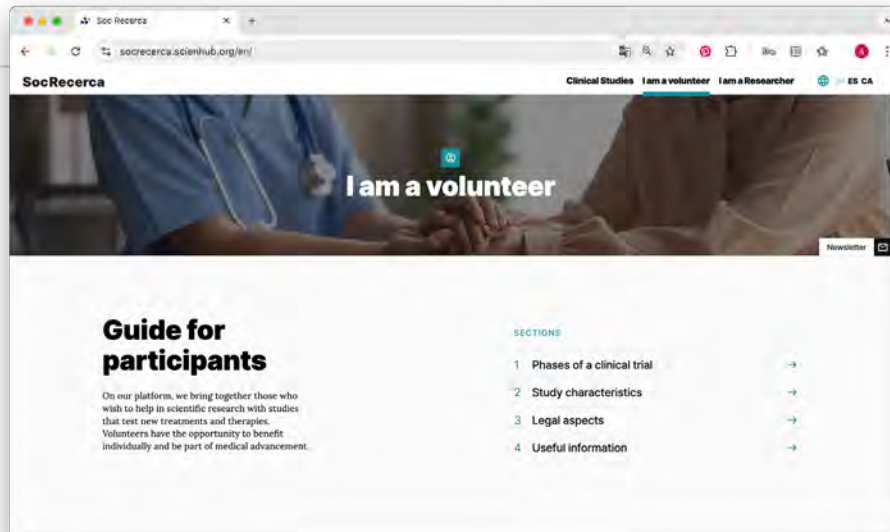 Soc Recerca
socrecerca.scienhub.org/en/
SocRecerca
Clinical Studies I am a volunteer I am a Researcher ES CA
I am a volunteer
Newsletter
Guide for
participants
On our platform, we bring together those who
wish to help in scientific research with studies
that test new treatments and therapies.
Volunteers have the opportunity to benefit
individually and be part of medical advancement.
SECTIONS
1 Phases of a clinical trial
2 Study characteristics
3 Legal aspects
4 Useful information